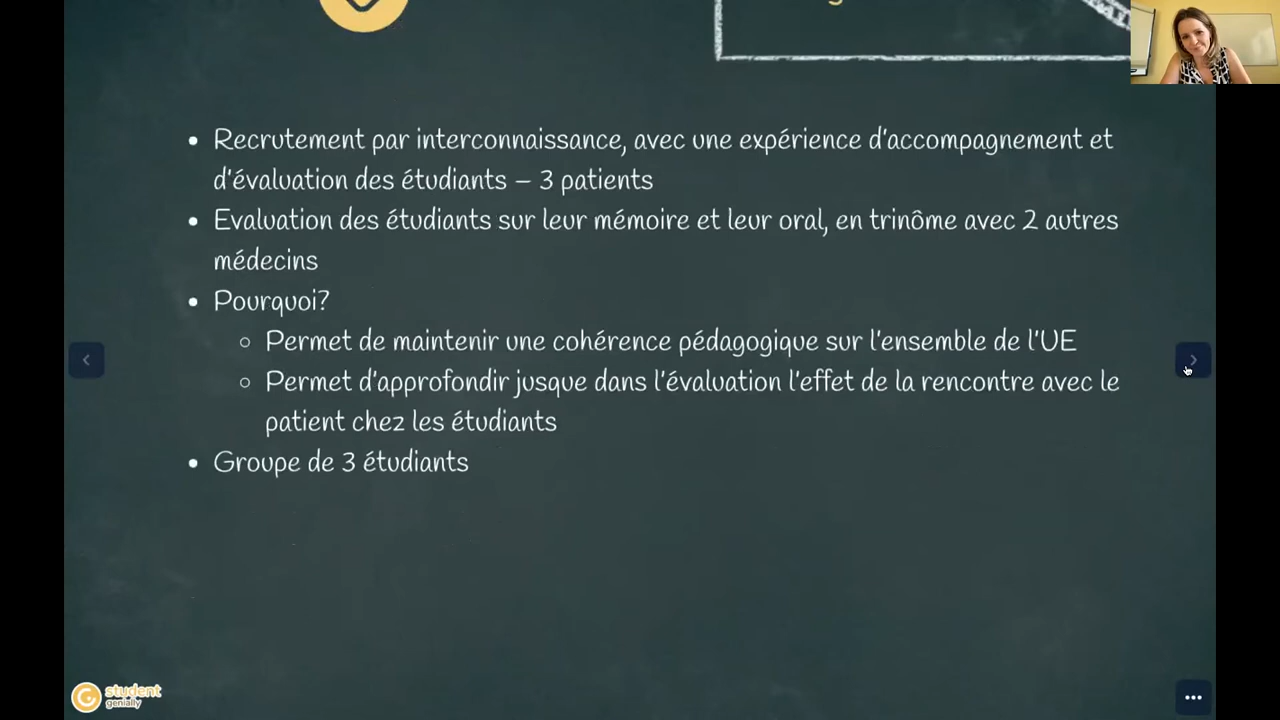 Recrutement par interconnaissance, avec une expérience d'accompagnement et
d'évaluation des étudiants – 3 patients
Evaluation des étudiants sur leur mémoire et leur oral, en trinôme avec 2 autres
médecins
Pourquoi?
Permet de maintenir une cohérence pédagogique sur l'ensemble de l'UE
Permet d'approfondir jusque dans l'évaluation l'effet de la rencontre avec le
patient chez les étudiants
Groupe de 3 étudiants
student
genially